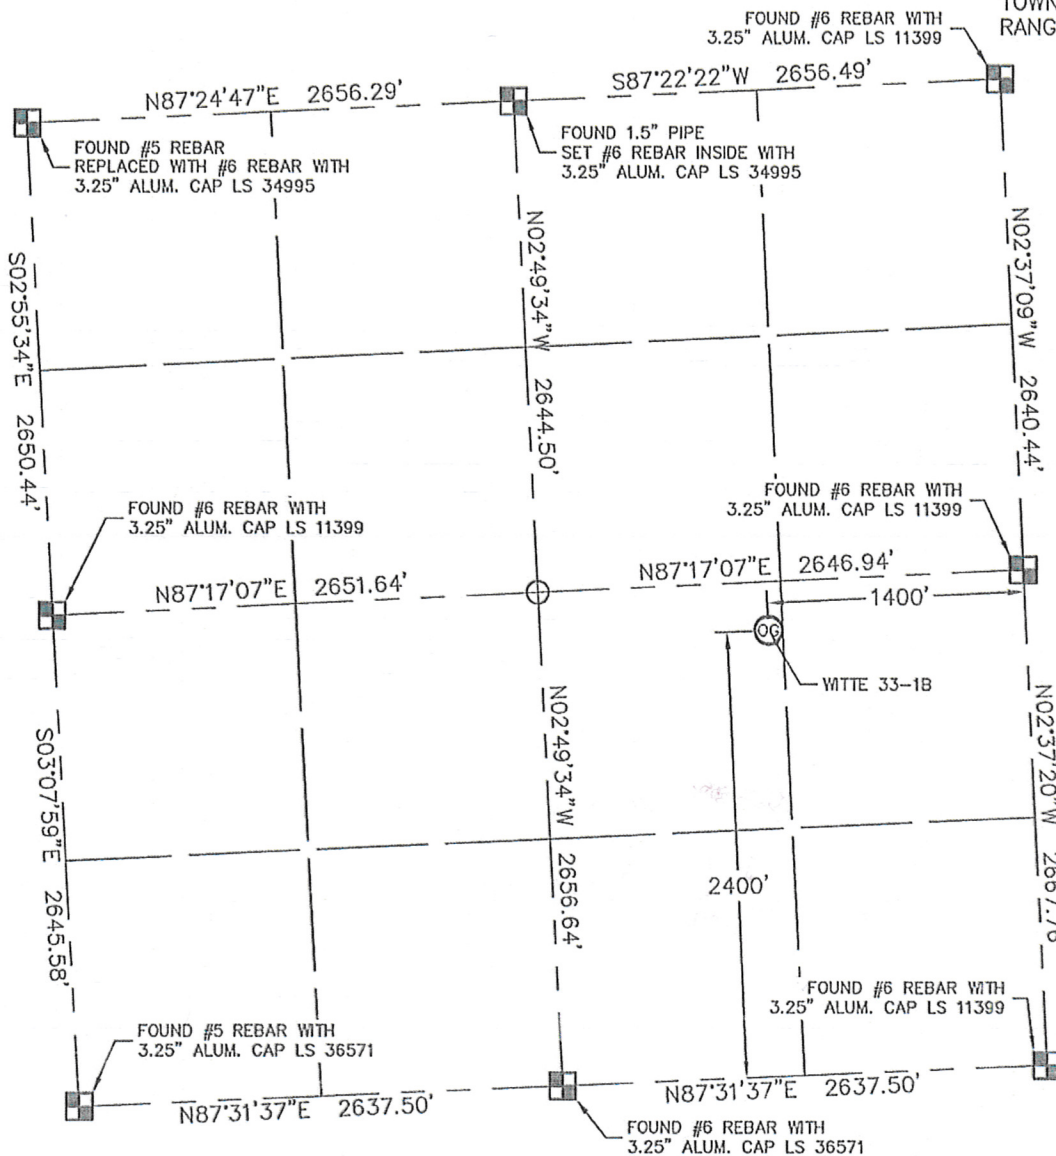 TOWN
RANG
FOUND #6 REBAR WITH
3.25" ALUM. CAP LS 11399
N87°24'47"E 2656.29'
S87°22'22"W 2656.49'
FOUND #5 REBAR
REPLACED WITH #6 REBAR WITH
3.25" ALUM. CAP LS 34995
FOUND 1.5" PIPE
SET #6 REBAR INSIDE WITH
3.25" ALUM. CAP LS 34995
S02°55'34"E 2650.44'
N02°49'34"W 2644.50'
N02°37'09"W 2640.44'
FOUND #6 REBAR WITH
3.25" ALUM. CAP LS 11399
FOUND #6 REBAR WITH
3.25" ALUM. CAP LS 11399
N87°17'07"E 2651.64'
N87°17'07"E 2646.94'
1400'
OG
WITTE 33-1B
S03°07'59"E 2645.58'
N02°49'34"W 2656.64'
N02°37'20"W 2667.76
2400'
FOUND #6 REBAR WITH
3.25" ALUM. CAP LS 11399
FOUND #5 REBAR WITH
3.25" ALUM. CAP LS 36571
N87°31'37"E 2637.50'
N87°31'37"E 2637.50'
FOUND #6 REBAR WITH
3.25" ALUM. CAP LS 36571